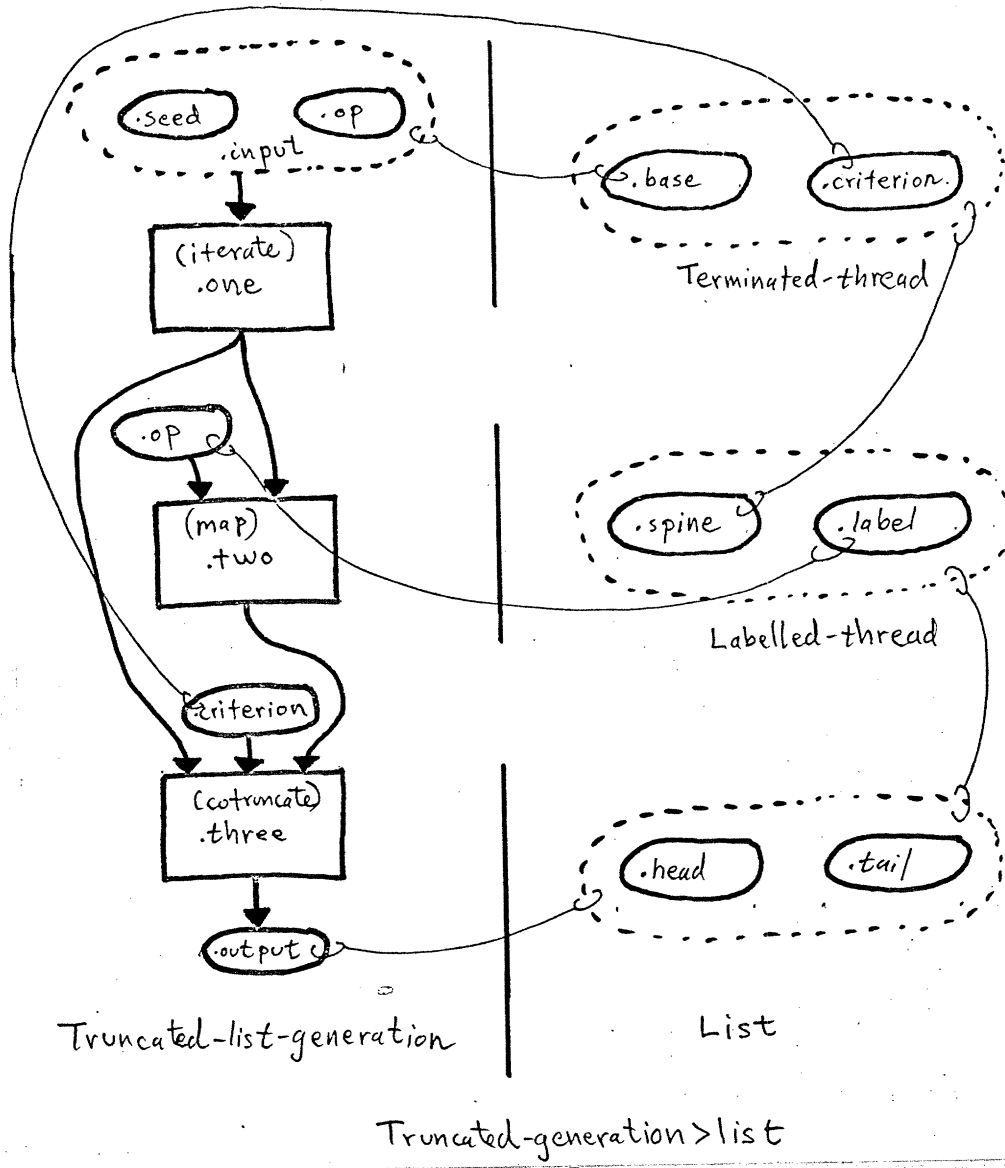 .seed
.op
.input
(iterate)
.one
.op
(map)
.two
.criterion
(cotruncate)
.three
.output
Truncated-list-generation
.base
.criterion.
Terminated-thread
.spine
.label
Labelled-thread
.head
.tail
List
Truncated-generation>list